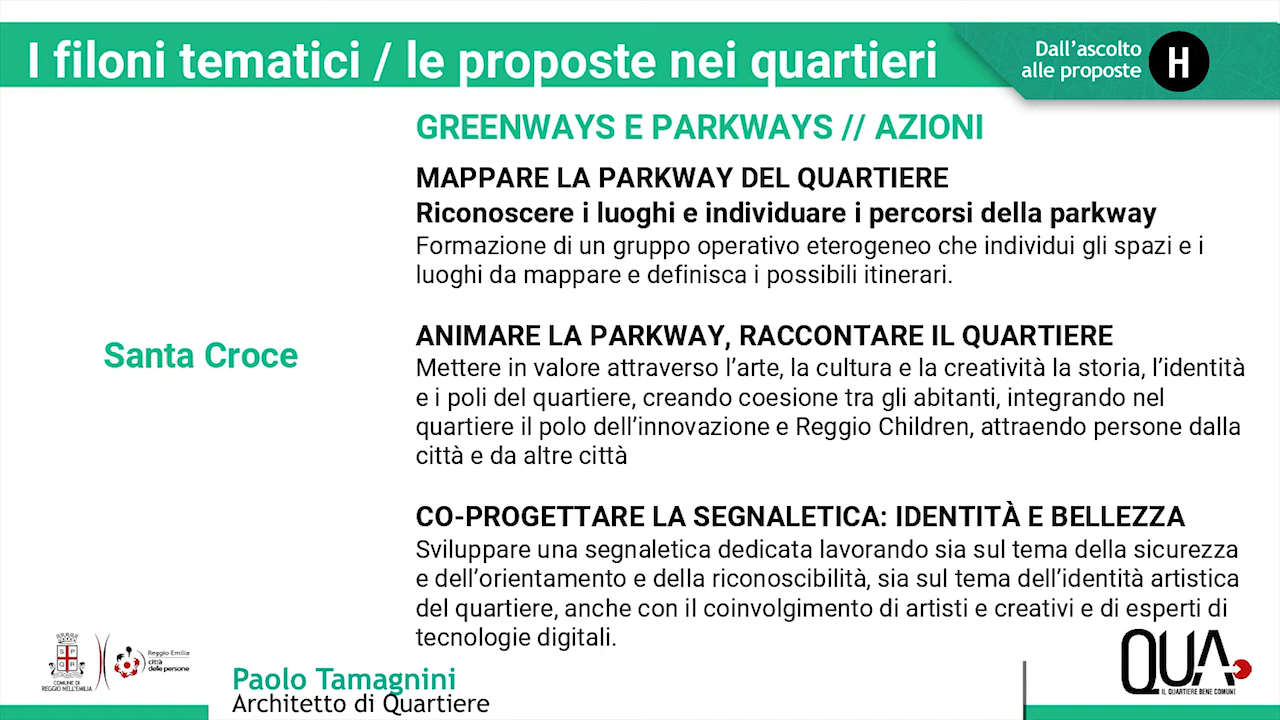 I filoni tematici / le proposte nei quartieri
Dall'ascolto
alle proposte
H
GREENWAYS E PARKWAYS // AZIONI
MAPPARE LA PARKWAY DEL QUARTIERE
Riconoscere i luoghi e individuare i percorsi della parkway
Formazione di un gruppo operativo eterogeneo che individui gli spazi e i
luoghi da mappare e definisca i possibili itinerari.
Santa Croce
ANIMARE LA PARKWAY, RACCONTARE IL QUARTIERE
Mettere in valore attraverso l'arte, la cultura e la creatività la storia, l'identità
e i poli del quartiere, creando coesione tra gli abitanti, integrando nel
quartiere il polo dell'innovazione e Reggio Children, attraendo persone dalla
città e da altre città
CO-PROGETTARE LA SEGNALETICA: IDENTITÀ E BELLEZZA
Sviluppare una segnaletica dedicata lavorando sia sul tema della sicurezza
e dell'orientamento e della riconoscibilità, sia sul tema dell'identità artistica
del quartiere, anche con il coinvolgimento di artisti e creativi e di esperti di
tecnologie digitali.
S P
Q R
COMUNE DI
REGGIO NELL'EMILIA
Reggio Emilia
città
delle persone
Paolo Tamagnini
Architetto di Quartiere
QUA
IL QUARTIERE BENE COMUNE